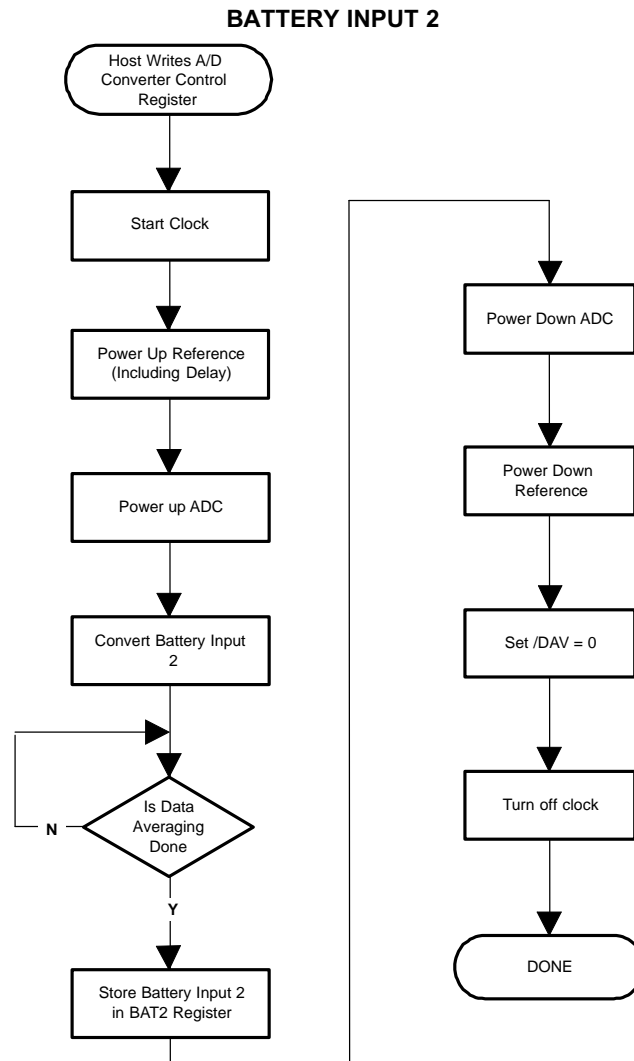 BATTERY INPUT 2
Host Writes A/D
Converter Control
Register
Start Clock
Power Up Reference
(Including Delay)
Power up ADC
Convert Battery Input
2
Is Data
Averaging
Done
N
Y
Store Battery Input 2
in BAT2 Register
Power Down ADC
Power Down
Reference
Set /DAV = 0
Turn off clock
DONE